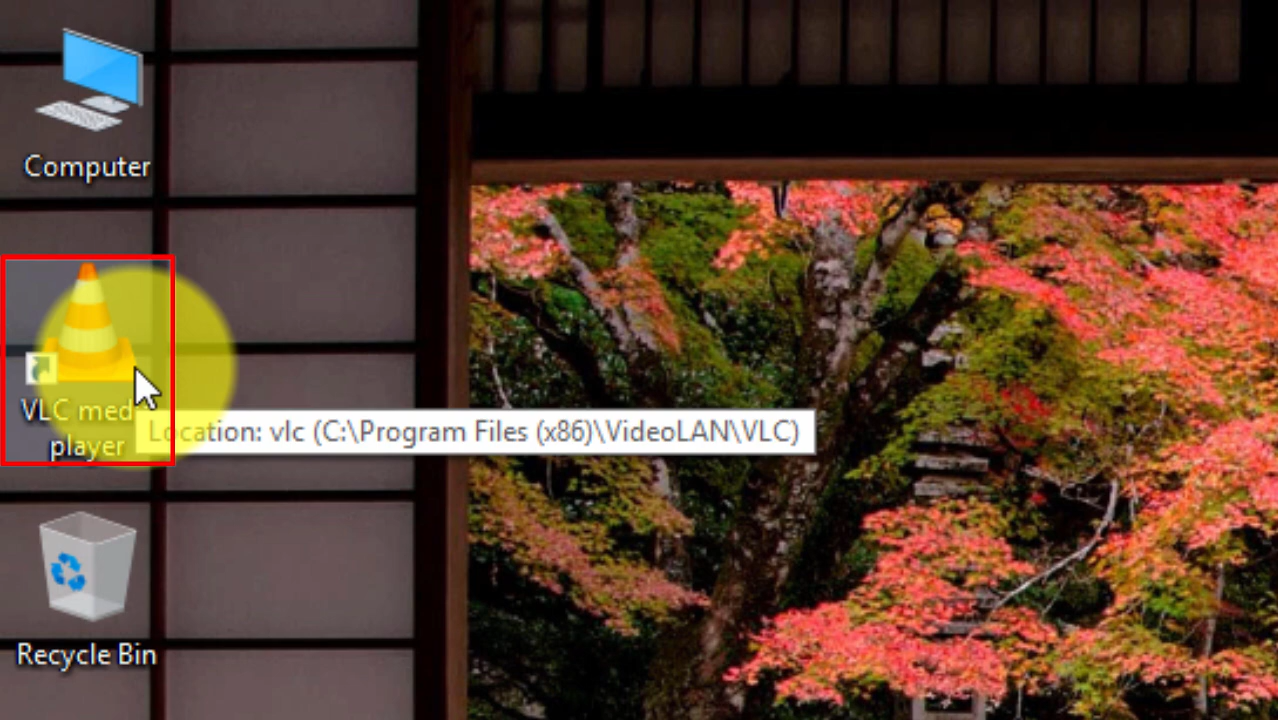 Computer
VLC med
player
Location: vlc (C:\Program Files (x86)\VideoLAN\VLC)
Recycle Bin